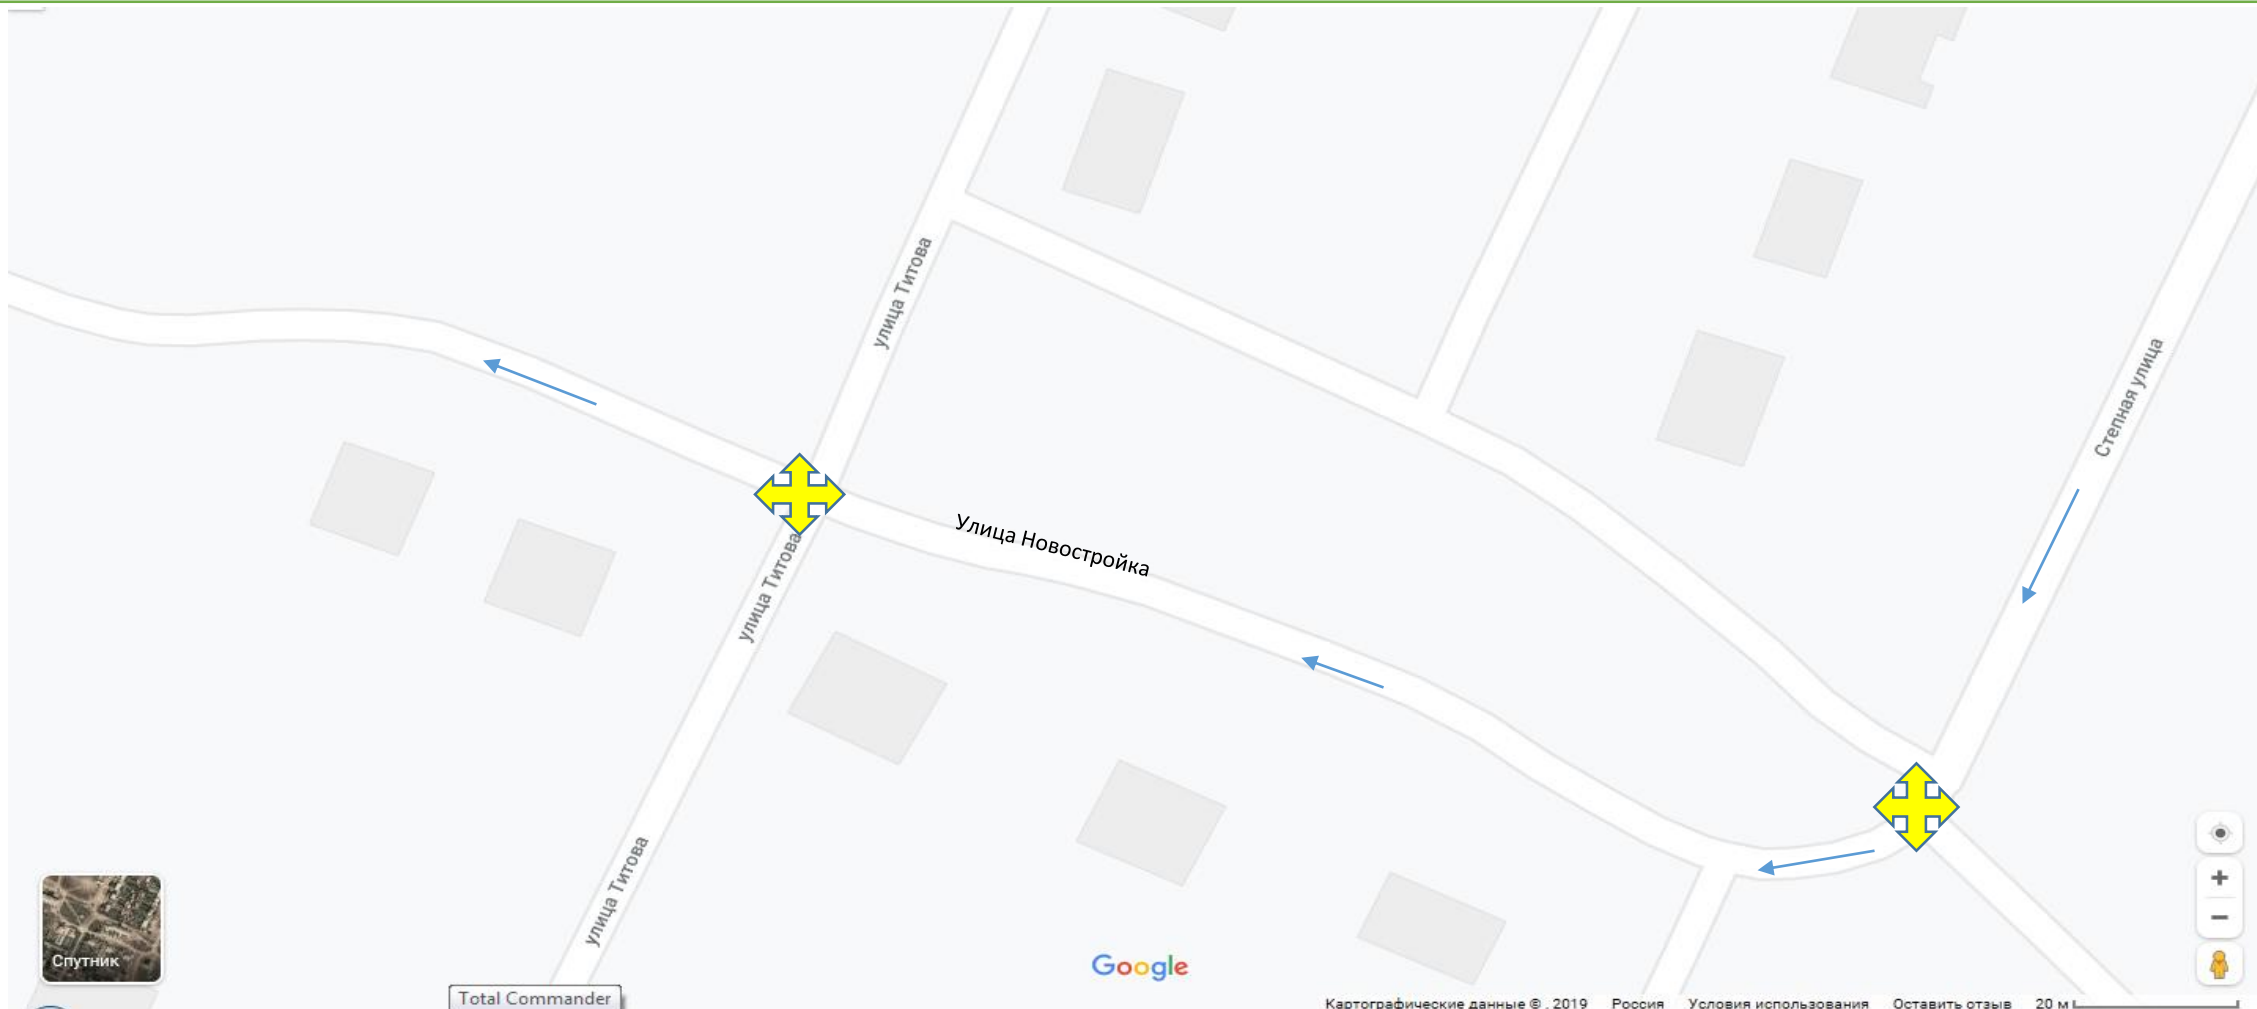 улица Титова
Степная улица
Улица Новостройка
улица Титова
улица Титова
Спутник
Google
Total Commander
Картографические данные © , 2019 Россия Условия использования Оставить отзыв 20 м